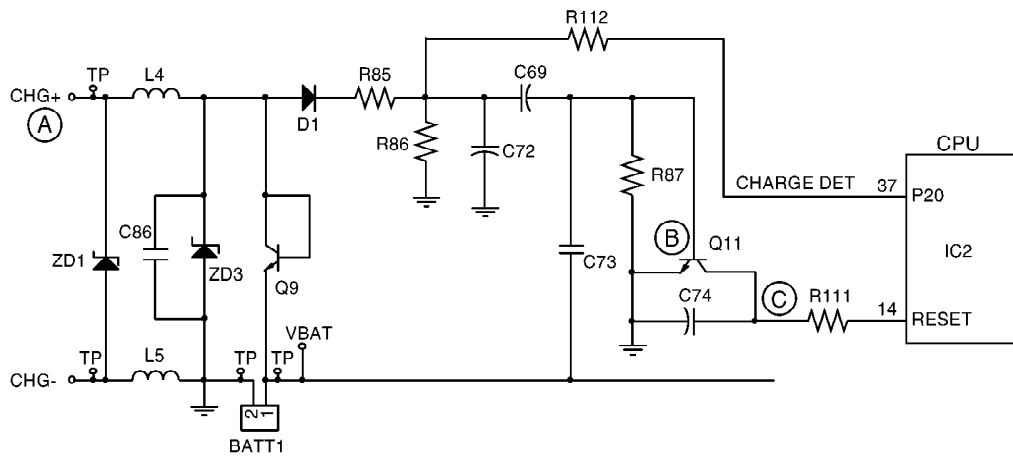 R112
TP
L4
R85
C69
CHG+
A
D1
R86
C72
CPU
R87
CHARGE DET
37
P20
C86
ZD1
ZD3
Q9
C73
B
Q11
IC2
C74
C
R111
14
RESET
VBAT
TP
L5
TP
TP
CHG-
2
1
BATT1